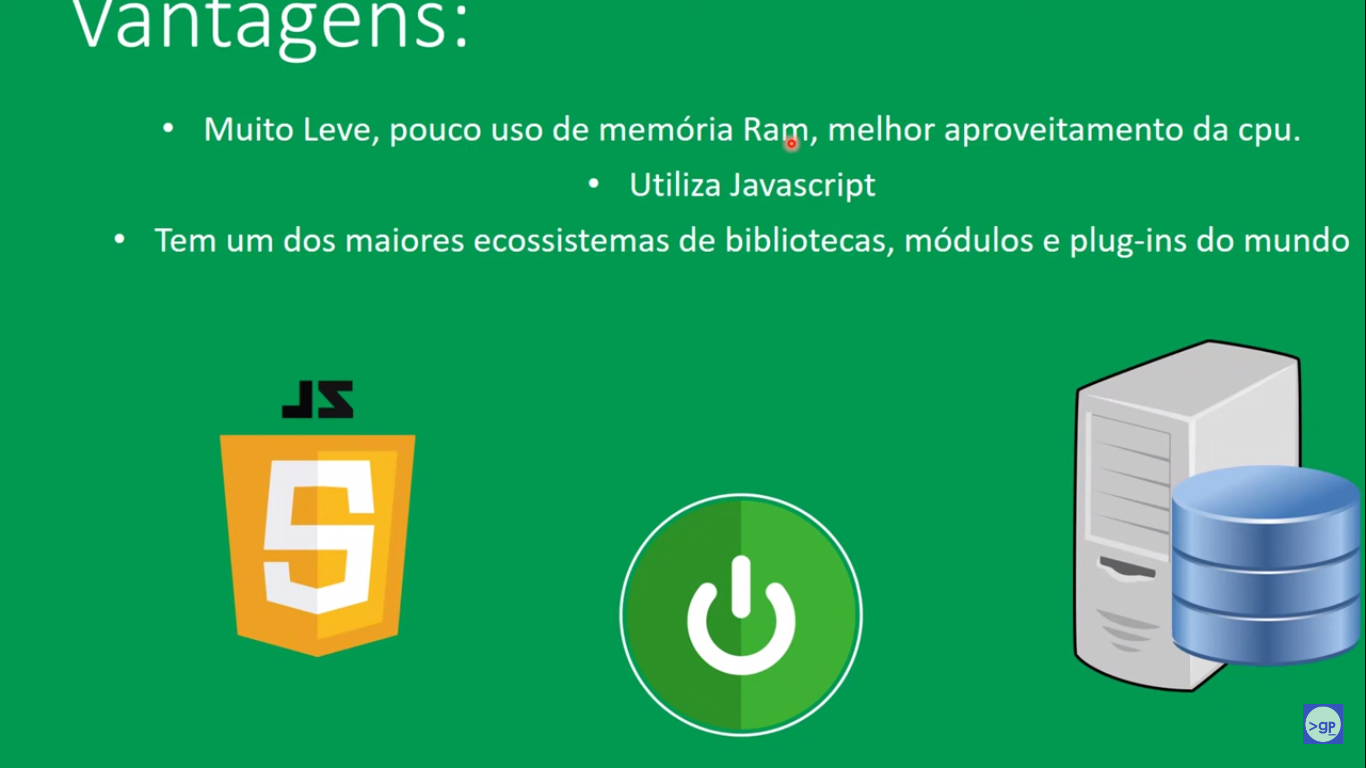 Vantagens:
• Muito Leve, pouco uso de memória Ram, melhor aproveitamento da cpu.
• Utiliza Javascript
• Tem um dos maiores ecossistemas de bibliotecas, módulos e plug-ins do mundo
JS
>gp